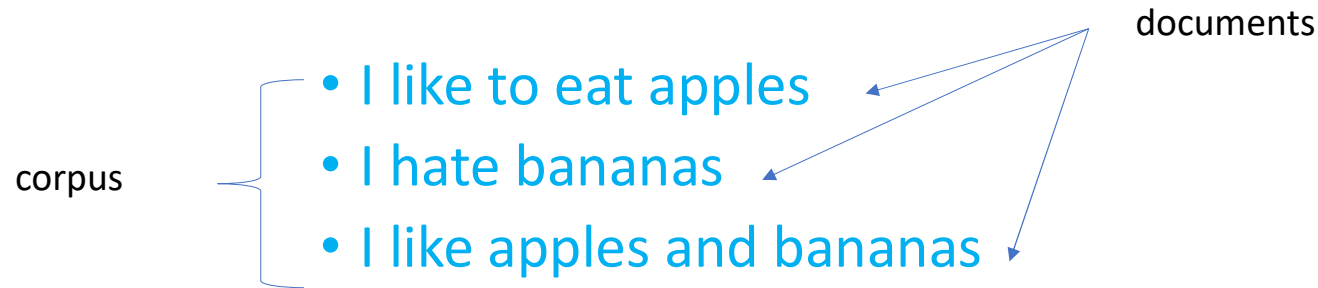 documents
• I like to eat apples
• I hate bananas
corpus
• I like apples and bananas